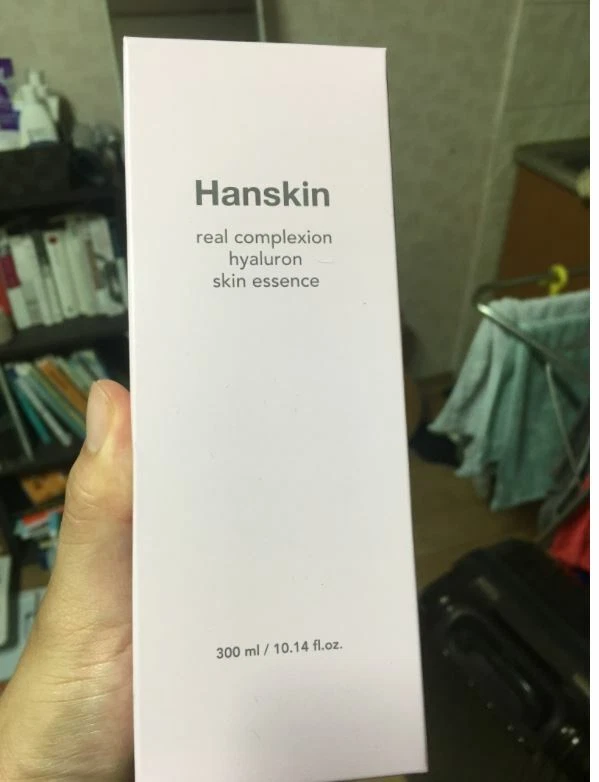 Hanskin
real complexion
hyaluron
skin essence
300 ml / 10.14 fl.oz.